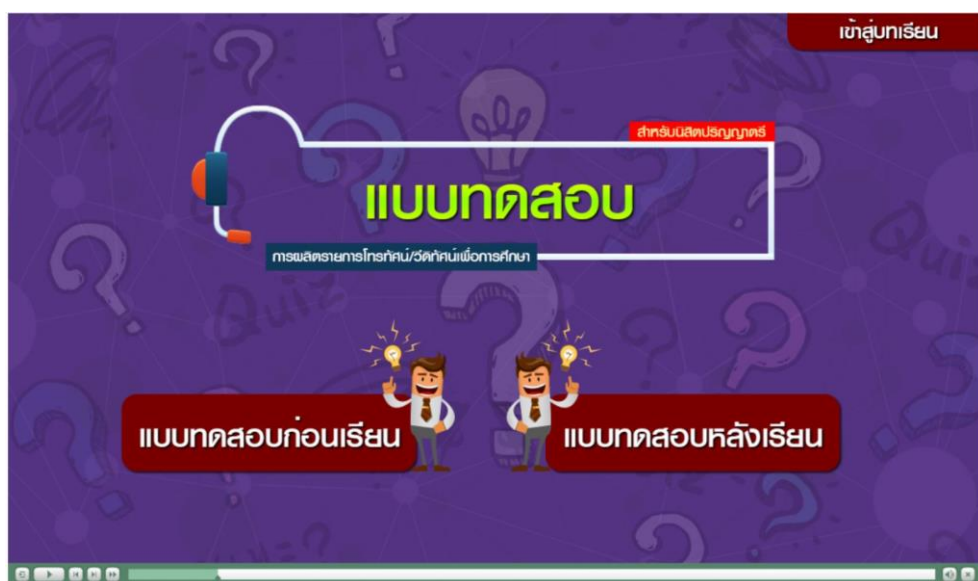 เข้าสู่บทเรียน
สำหรับนิสิตปริญญาตรี
แบบทดสอบ
การผลิตรายการโทรทัศน์/วีดิทัศน์เพื่อการศึกษา
Quiz
Quiz
แบบทดสอบก่อนเรียน
แบบทดสอบหลังเรียน